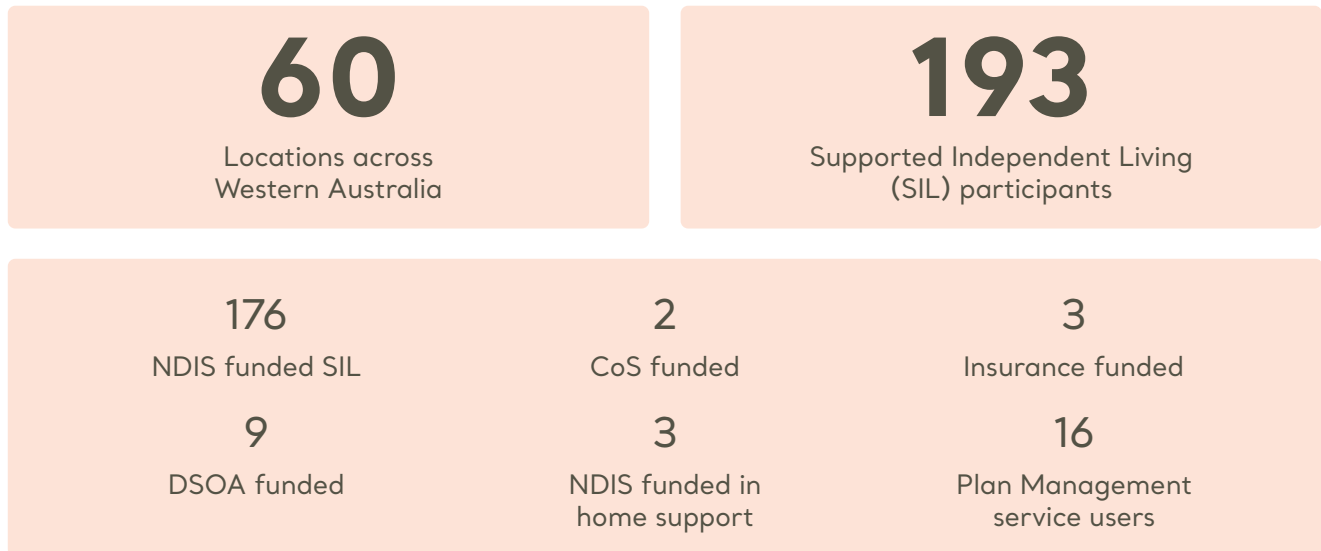 60
Locations across
Western Australia
193
Supported Independent Living
(SIL) participants
176
NDIS funded SIL
2
CoS funded
3
Insurance funded
9
DSOA funded
3
NDIS funded in
home support
16
Plan Management
service users